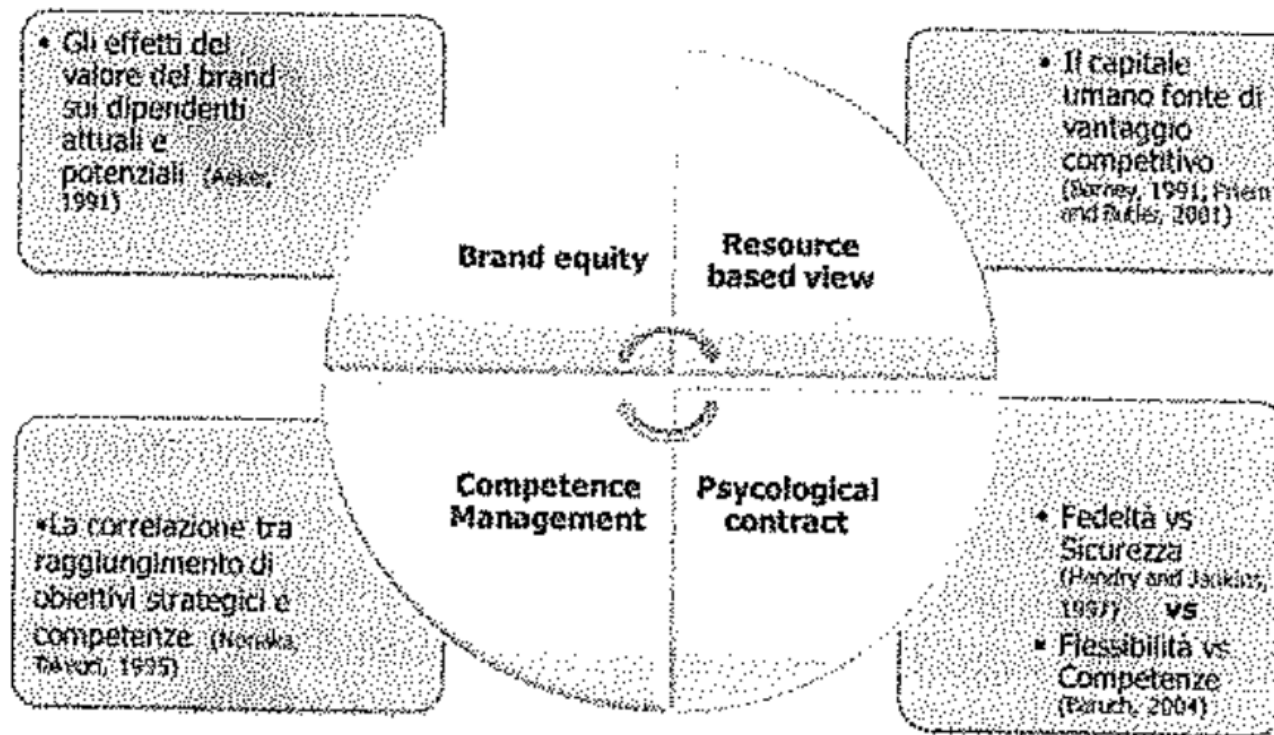 • Gli effetti del
valore del brand
sui dipendenti
attuali e
potenziali (Aaker,
1991)
• Il capitale
umano fonte di
vantaggio
competitivo
(Barney, 1991, Priem
and Butler, 2001)
Brand equity
Resource
based view
Competence
Management
Psycological
contract
•La correlazione tra
raggiungimento di
obiettivi strategici e
competenze (Nonaka,
1995)
• Fedeltà vs
Sicurezza
(Hendry and Jenkins,
1997) vs
▪ Flessibilità vs
Competenze
(Baruch, 2004)